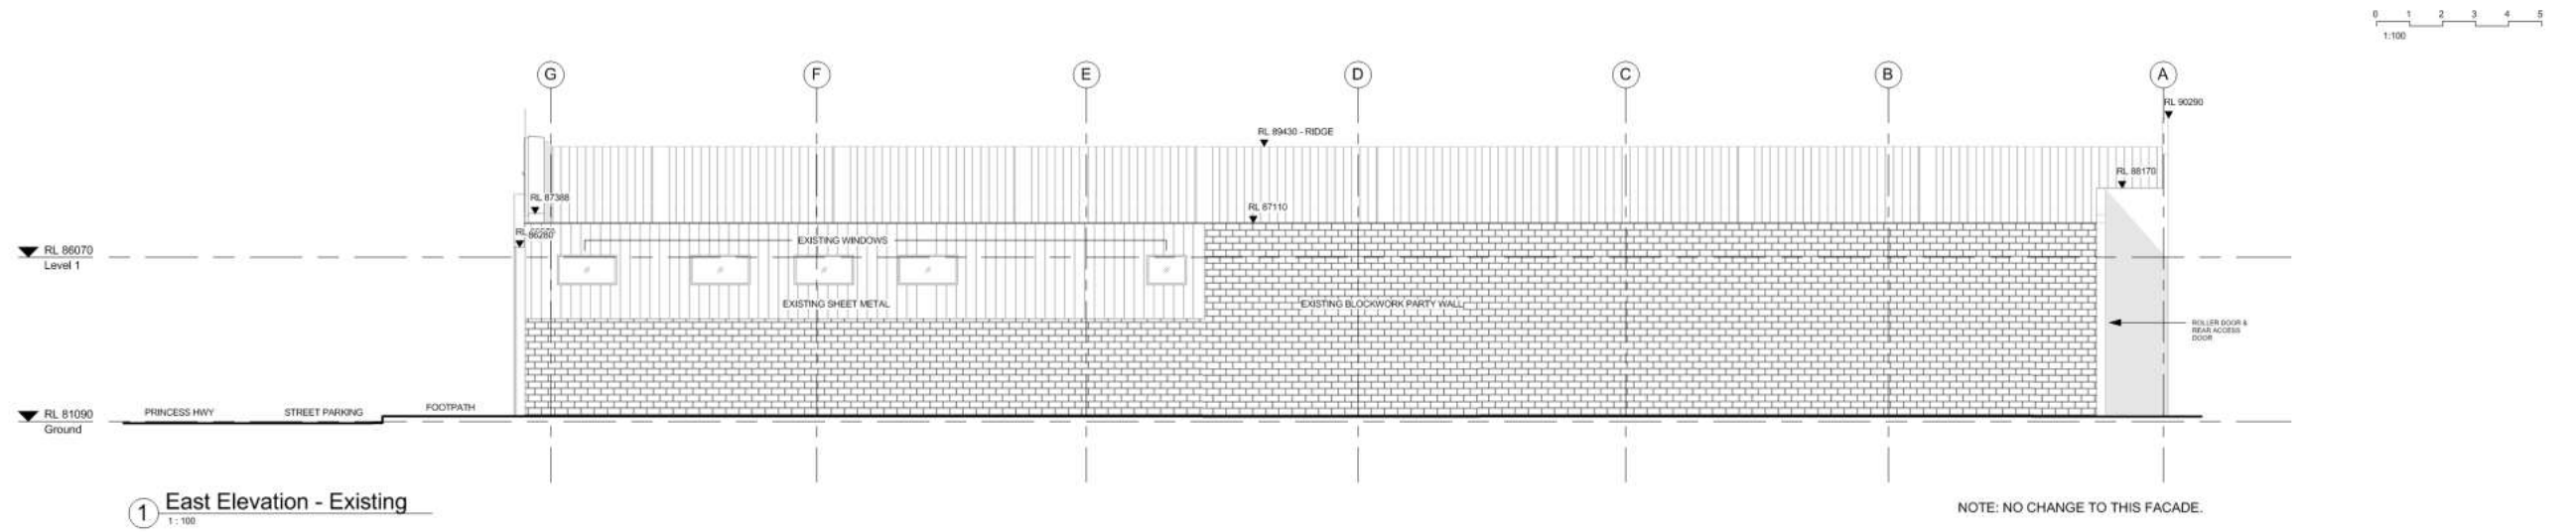 0 1 2 3 4 5
1:100
G F E D C B A
RL 90290
RL 89430 - RIDGE
RL 88170
RL 87388
RL 87110
RL 86280
EXISTING WINDOWS
RL 86070
Level 1
EXISTING SHEET METAL
EXISTING BLOCKWORK PARTY WALL
ROLLER DOOR &
REAR ACCESS
DOOR
RL 81090
Ground
PRINCESS HWY
STREET PARKING
FOOTPATH
1
East Elevation - Existing
1 : 100
NOTE: NO CHANGE TO THIS FACADE.